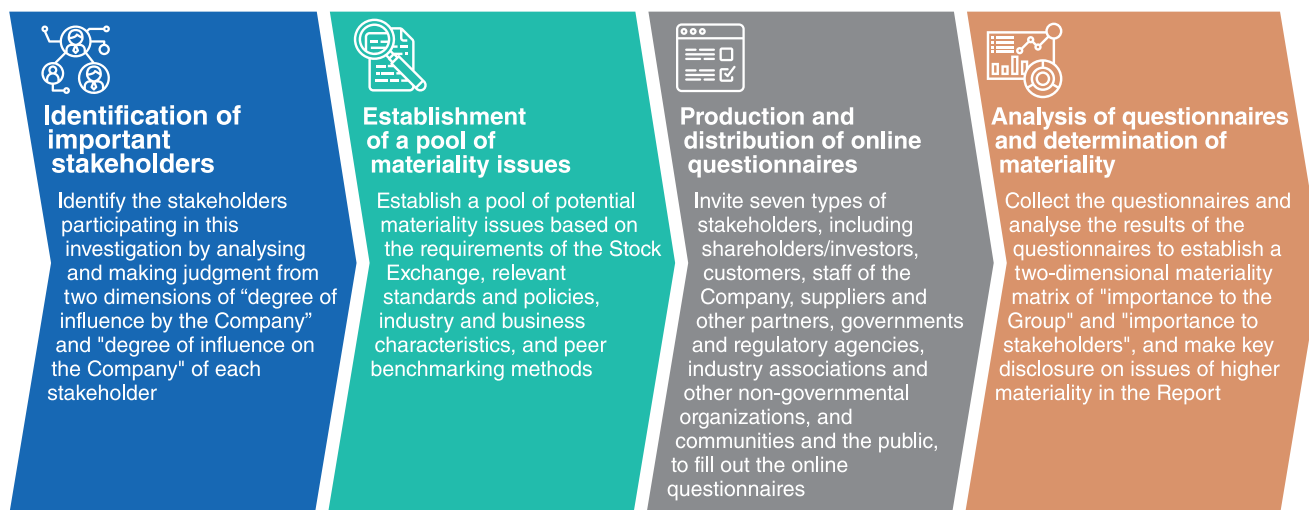 Identification of
important
stakeholders
Identify the stakeholders
participating in this
investigation by analysing
and making judgment from
two dimensions of “degree of
influence by the Company”
and "degree of influence on
the Company" of each
stakeholder
Establishment
of a pool of
materiality issues
Establish a pool of potential
materiality issues based on
the requirements of the Stock
Exchange, relevant
standards and policies,
industry and business
characteristics, and peer
benchmarking methods
Production and
distribution of online
questionnaires
Invite seven types of
stakeholders, including
shareholders/investors,
customers, staff of the
Company, suppliers and
other partners, governments
and regulatory agencies,
industry associations and
other non-governmental
organizations, and
communities and the public,
to fill out the online
questionnaires
Analysis of questionnaires
and determination of
materiality
Collect the questionnaires and
analyse the results of the
questionnaires to establish a
two-dimensional materiality
matrix of "importance to the
Group" and "importance to
stakeholders", and make key
disclosure on issues of higher
materiality in the Report